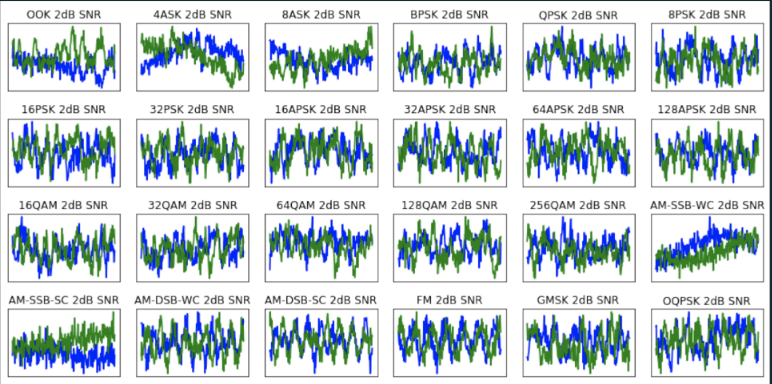 OOK 2dB SNR 4ASK 2dB SNR 8ASK 2dB SNR BPSK 2dB SNR QPSK 2dB SNR 8PSK 2dB SNR
16PSK 2dB SNR 32PSK 2dB SNR 16APSK 2dB SNR 32APSK 2dB SNR 64APSK 2dB SNR 128APSK 2dB SNR
16QAM 2dB SNR 32QAM 2dB SNR 64QAM 2dB SNR 128QAM 2dB SNR 256QAM 2dB SNR AM-SSB-WC 2dB SNR
AM-SSB-SC 2dB SNR AM-DSB-WC 2dB SNR AM-DSB-SC 2dB SNR FM 2dB SNR GMSK 2dB SNR OQPSK 2dB SNR